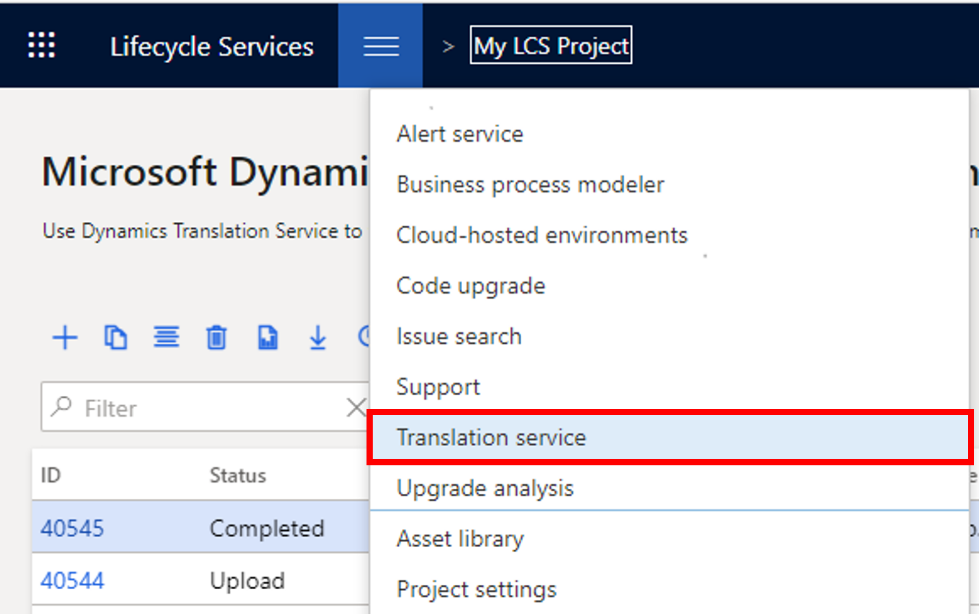 Lifecycle Services > My LCS Project
Alert service
Microsoft Dynami
Business process modeler
Use Dynamics Translation Service to
Cloud-hosted environments
Code upgrade
Issue search
Support
Filter
Translation service
ID Status
Upgrade analysis
40545 Completed
Asset library
40544 Upload
Project settings